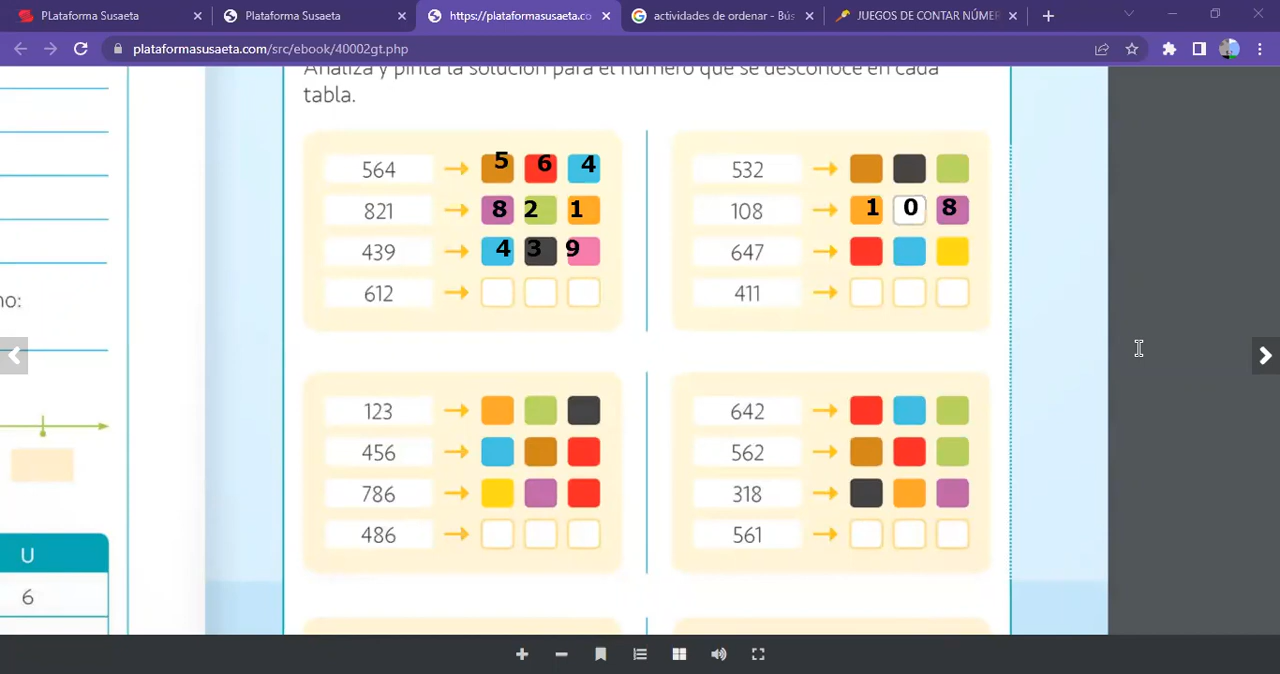 PLataforma Susaeta
PLataforma Susaeta
https://plataformasusaeta.co
actividades de ordenar - Bús
JUEGOS DE CONTAR NÚMER
plataformasusaeta.com/src/ebook/40002gt.php
Analiza y pinta la solución para el número que se desconoce en cada
tabla.
564 5 6 4
821 8 2 1
439 4 3 9
612
532
108 1 0 8
647
411
no:
123
456
786
486
642
562
318
561
U
6